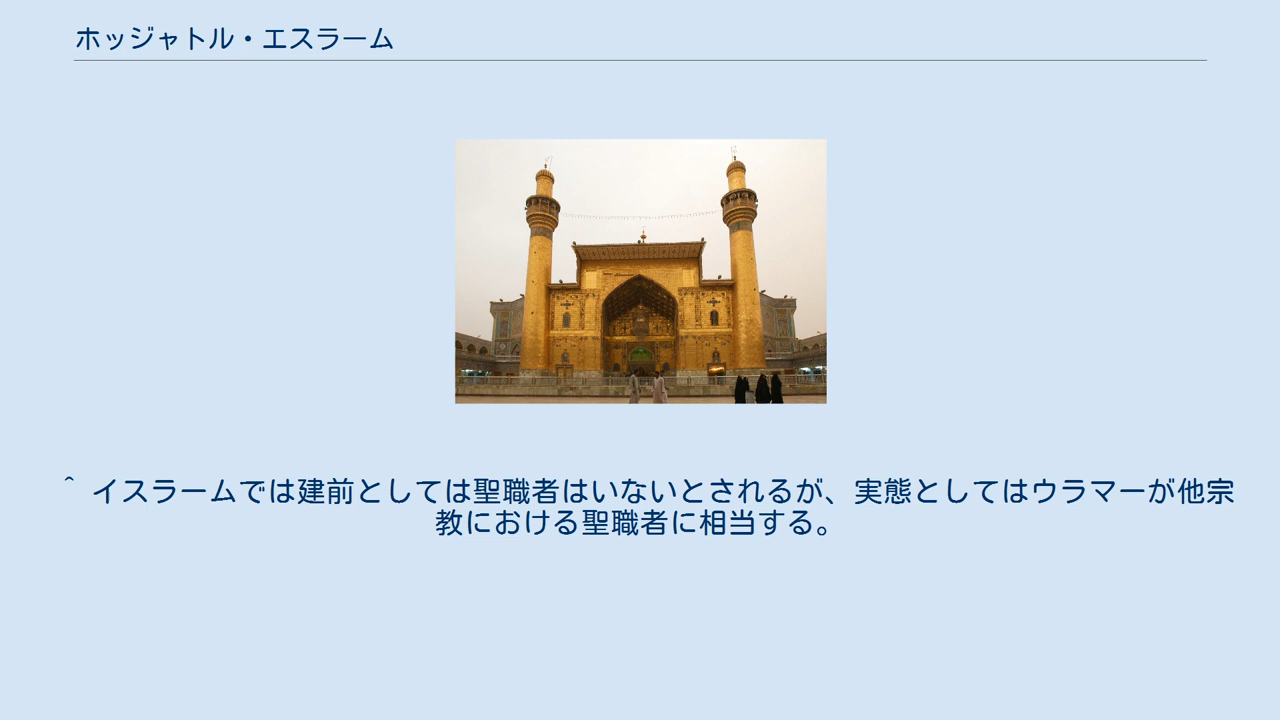 ホッジャトル・エスラーム
^ イスラームでは建前としては聖職者はいないとされるが、実態としてはウラマーが他宗
教における聖職者に相当する。